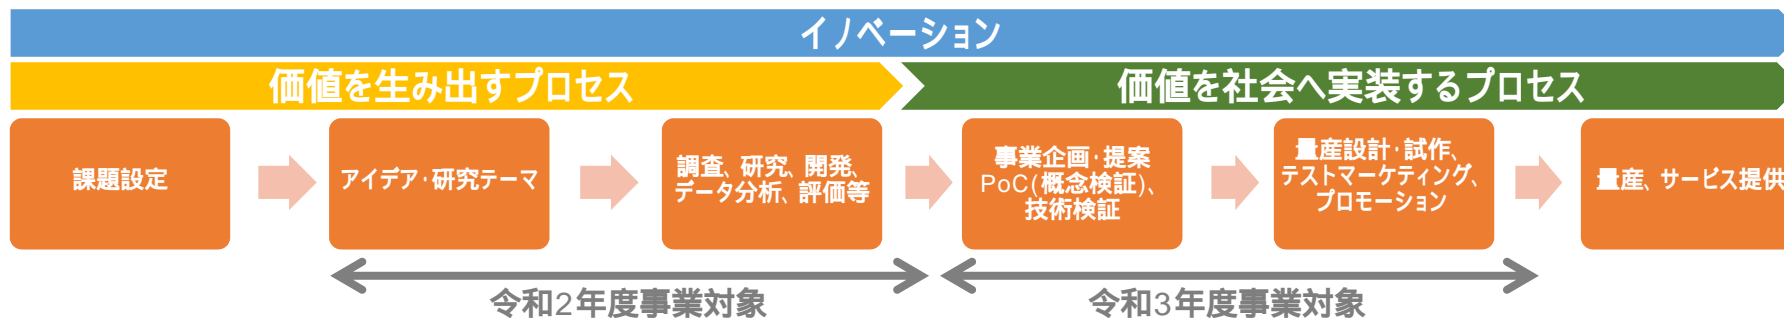 イノベーション
価値を生み出すプロセス
価値を社会へ実装するプロセス
課題設定
アイデア・研究テーマ
調査、研究、開発、
データ分析、評価等
事業企画・提案
PoC(概念検証)、
技術検証
量産設計・試作、
テストマーケティング、
プロモーション
量産、サービス提供
令和2年度事業対象
令和3年度事業対象